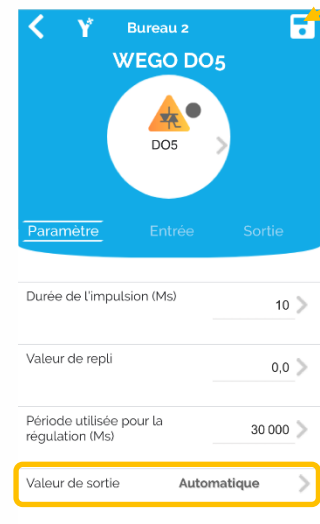 Bureau 2
WEGO DO5
DO5
Paramètre Entrée Sortie
Durée de l'impulsion (Ms)
10
Valeur de repli
0,0
Période utilisée pour la
régulation (Ms)
30 000
Valeur de sortie Automatique